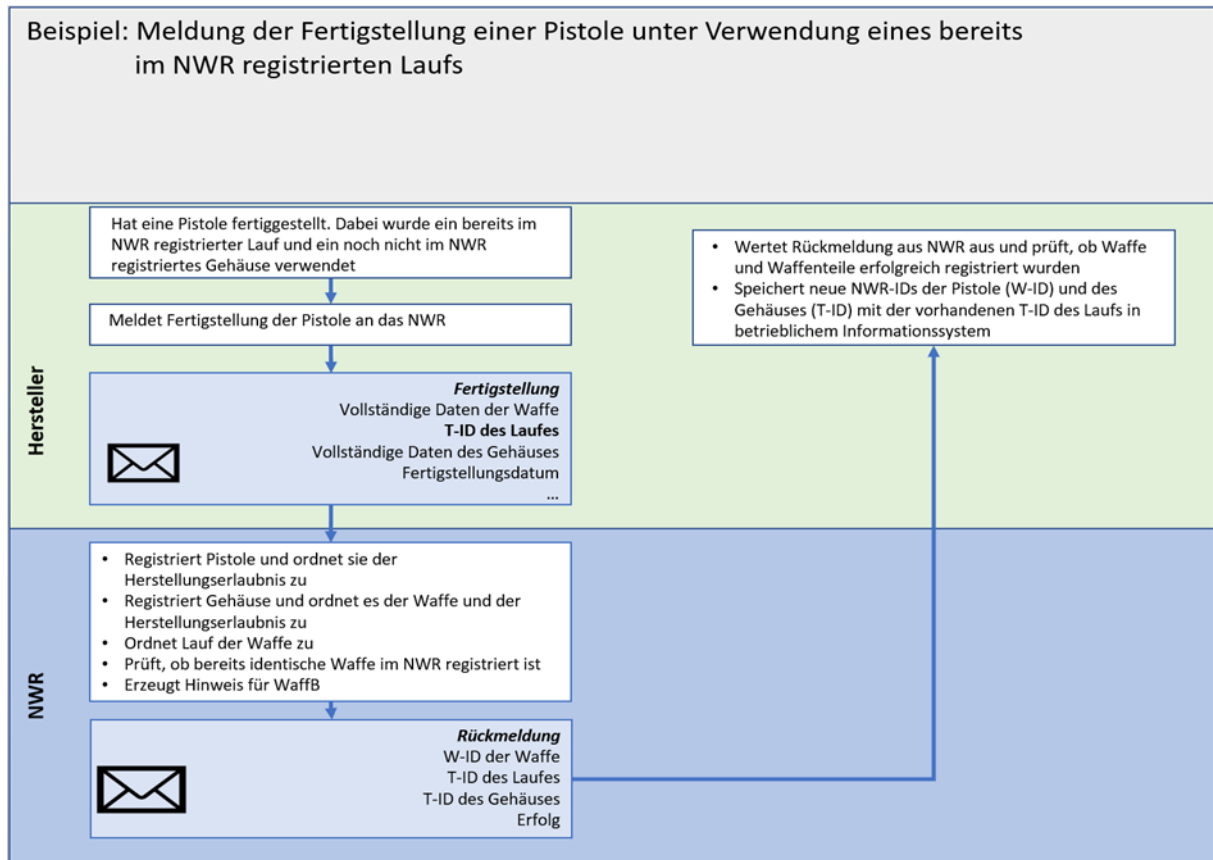 Beispiel: Meldung der Fertigstellung einer Pistole unter Verwendung eines bereits
im NWR registrierten Laufs
Hersteller
Hat eine Pistole fertiggestellt. Dabei wurde ein bereits im
NWR registrierter Lauf und ein noch nicht im NWR
registriertes Gehäuse verwendet
Meldet Fertigstellung der Pistole an das NWR
Fertigstellung
Vollständige Daten der Waffe
T-ID des Laufes
Vollständige Daten des Gehäuses
Fertigstellungsdatum
...
NWR
• Registriert Pistole und ordnet sie der
Herstellungserlaubnis zu
• Registriert Gehäuse und ordnet es der Waffe und der
Herstellungserlaubnis zu
• Ordnet Lauf der Waffe zu
• Prüft, ob bereits identische Waffe im NWR registriert ist
• Erzeugt Hinweis für WaffB
Rückmeldung
W-ID der Waffe
T-ID des Laufes
T-ID des Gehäuses
Erfolg
• Wertet Rückmeldung aus NWR aus und prüft, ob Waffe
und Waffenteile erfolgreich registriert wurden
• Speichert neue NWR-IDs der Pistole (W-ID) und des
Gehäuses (T-ID) mit der vorhandenen T-ID des Laufs in
betrieblichem Informationssystem